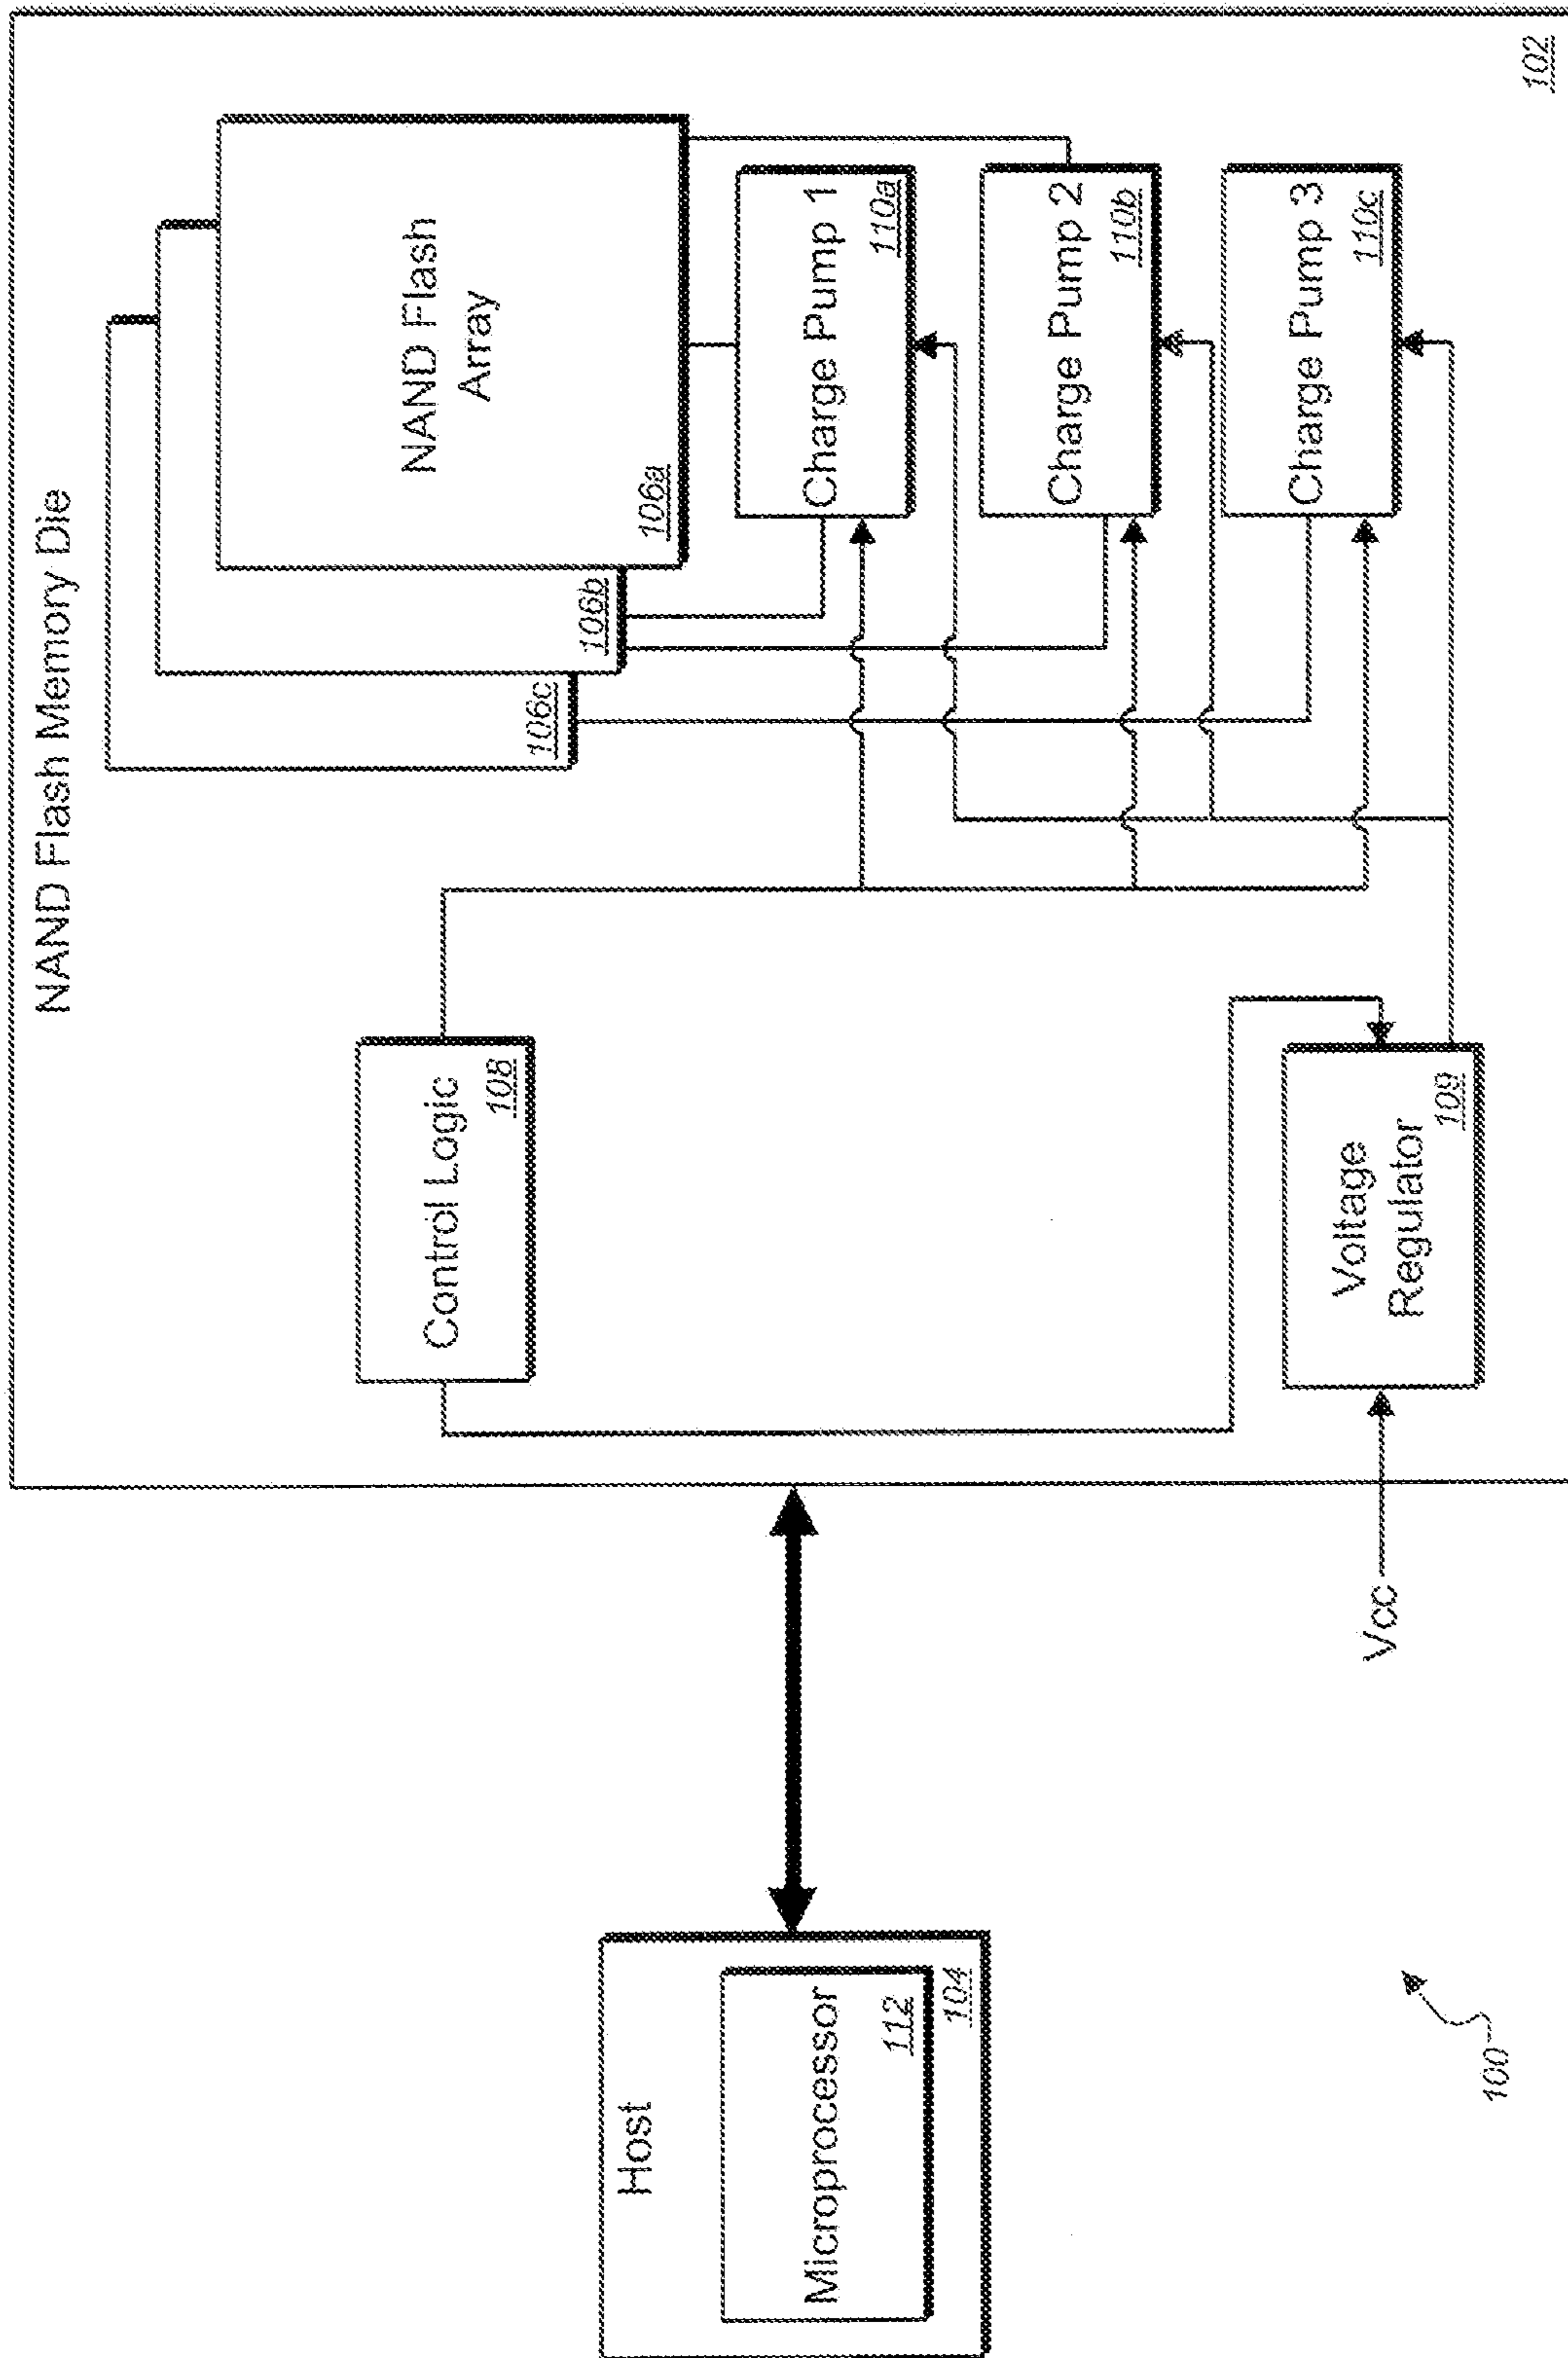 NAND Flash Memory Die
NAND Flash
Array
106a
106b
106c
Control Logic
108
Charge Pump 1
110a
Charge Pump 2
110b
Charge Pump 3
110c
Voltage
Regulator
109
102
Host
Microprocessor
112
104
Vcc
100